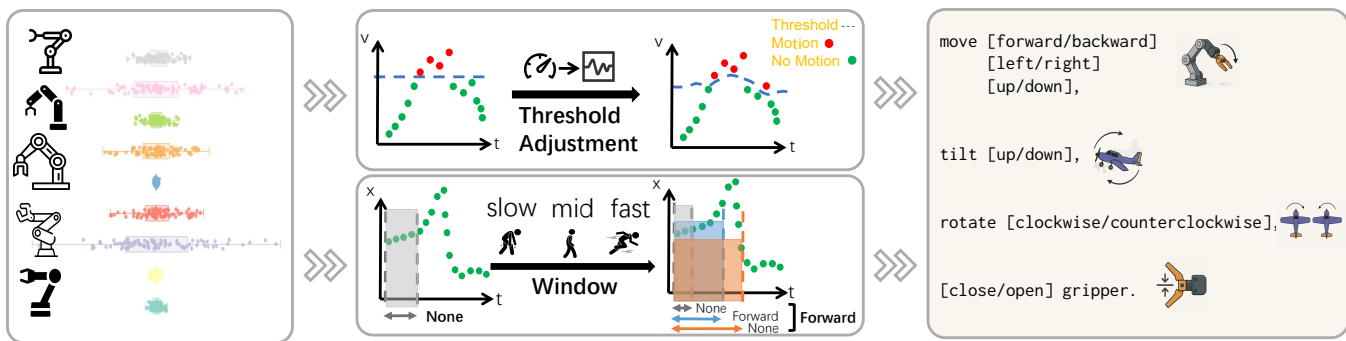 V
t
Threshold
Adjustment
V
t
Threshold ---
Motion
No Motion
X
t
None
slow mid fast
Window
X
t
None
Forward
None
Forward
move [forward/backward]
[left/right]
[up/down],
tilt [up/down],
rotate [clockwise/counterclockwise],
[close/open] gripper.